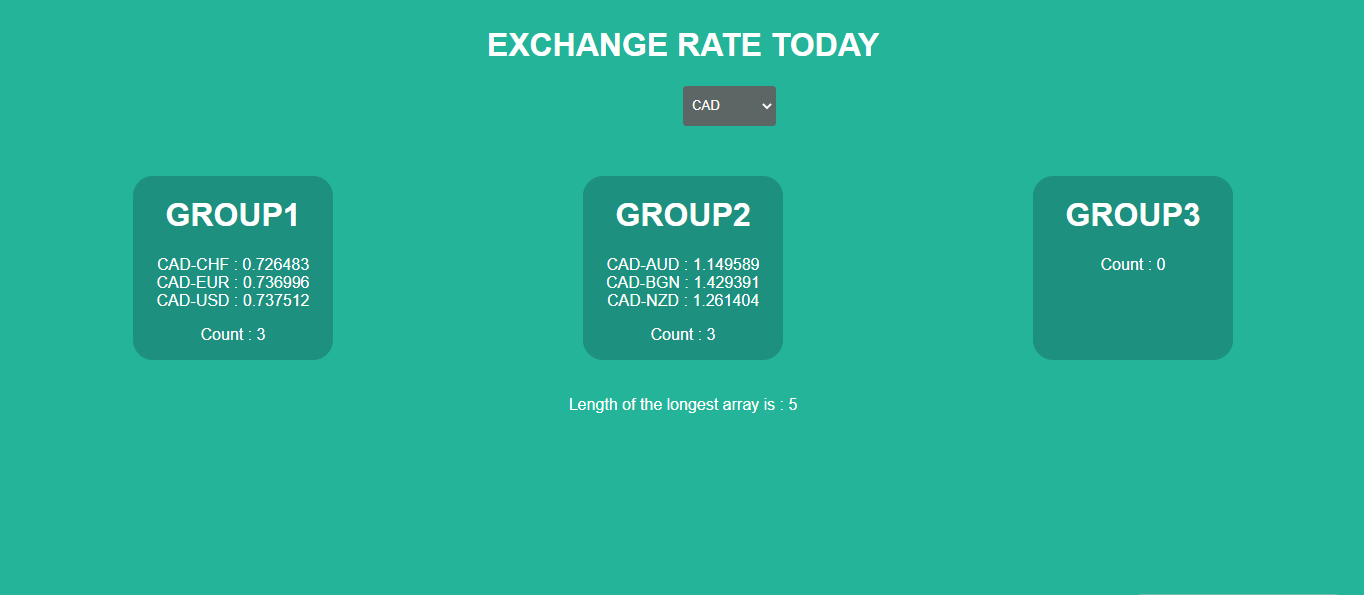 EXCHANGE RATE TODAY
CAD
GROUP1
CAD-CHF : 0.726483
CAD-EUR : 0.736996
CAD-USD : 0.737512
Count : 3
GROUP2
CAD-AUD : 1.149589
CAD-BGN : 1.429391
CAD-NZD : 1.261404
Count : 3
GROUP3
Count : 0
Length of the longest array is : 5